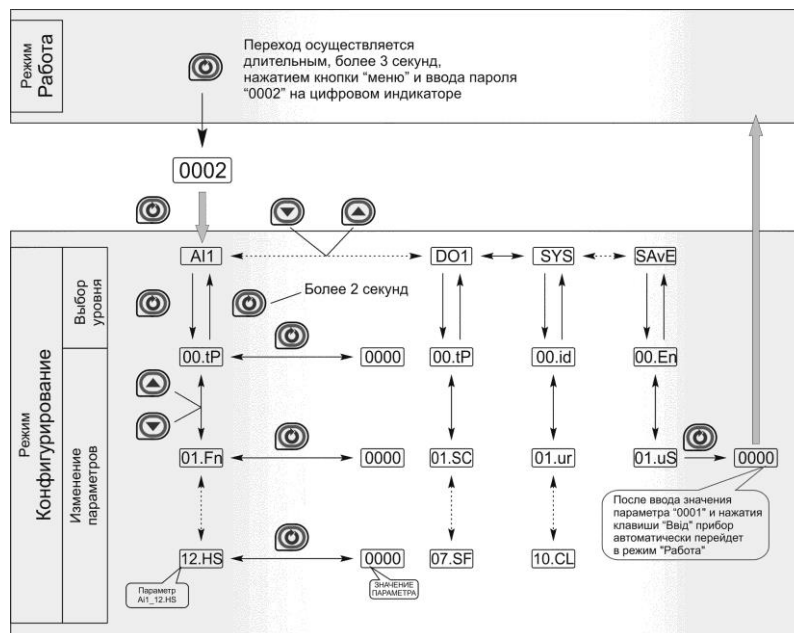 Режим
Работа
Переход осуществляется
длительным, более 3 секунд,
нажатием кнопки “меню” и ввода пароля
“0002” на цифровом индикаторе
0002
Режим
Конфигурирование
Выбор
уровня
Изменение
параметров
AI1
DO1
SYS
SAvE
Более 2 секунд
00.tP
0000
00.tP
00.id
00.En
01.Fn
0000
01.SC
01.ur
01.uS
0000
После ввода значения
параметра “0001” и нажатия
клавиши “Ввід” прибор
автоматически перейдет
в режим "Работа"
12.HS
0000
07.SF
10.CL
Параметр
Ai1_12.HS
ЗНАЧЕНИЕ
ПАРАМЕТРА